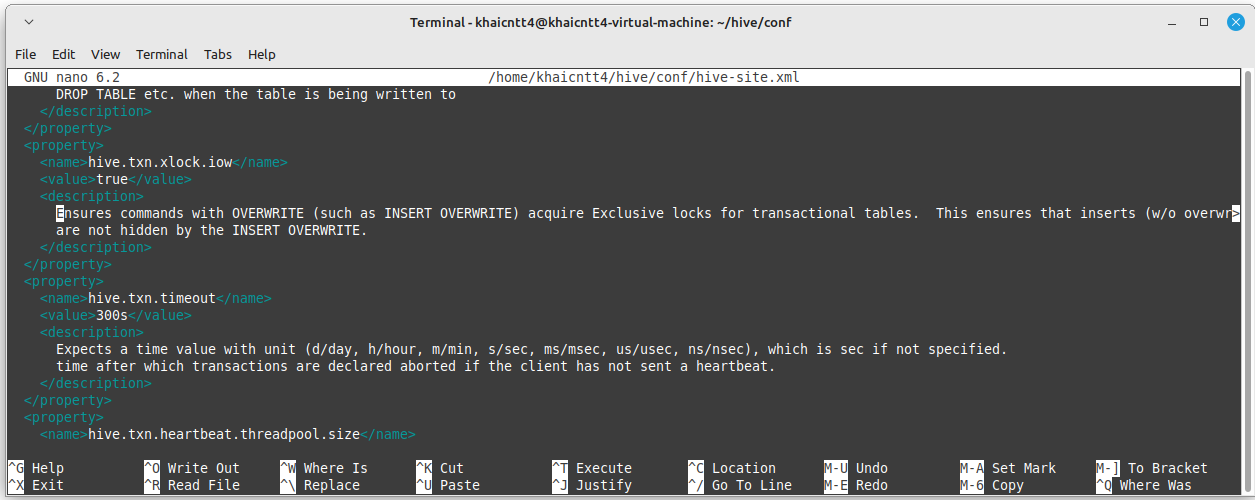 Terminal - khaicntt4@khaicntt4-virtual-machine: ~/hive/conf
File Edit View Terminal Tabs Help
GNU nano 6.2 /home/khaicntt4/hive/conf/hive-site.xml
DROP TABLE etc. when the table is being written to
</description>
</property>
<property>
<name>hive.txn.xlock.iow</name>
<value>true</value>
<description>
Ensures commands with OVERWRITE (such as INSERT OVERWRITE) acquire Exclusive locks for transactional tables.  This ensures that inserts (w/o overwr>
are not hidden by the INSERT OVERWRITE.
</description>
</property>
<property>
<name>hive.txn.timeout</name>
<value>300s</value>
<description>
Expects a time value with unit (d/day, h/hour, m/min, s/sec, ms/msec, us/usec, ns/nsec), which is sec if not specified.
time after which transactions are declared aborted if the client has not sent a heartbeat.
</description>
</property>
<property>
<name>hive.txn.heartbeat.threadpool.size</name>
^G Help ^O Write Out ^W Where Is ^K Cut ^T Execute ^C Location M-U Undo M-A Set Mark M-] To Bracket
^X Exit ^R Read File ^\ Replace ^U Paste ^J Justify ^/ Go To Line M-E Redo M-6 Copy ^Q Where Was